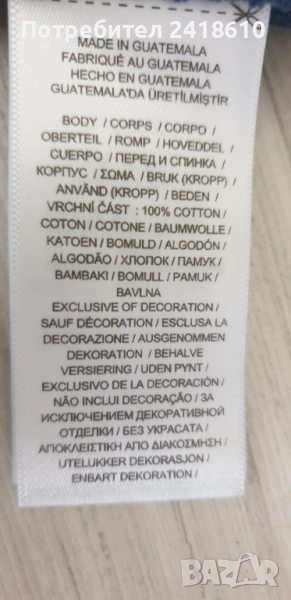 Потребител 2418610
MADE IN GUATEMALA
FABRIQUÉ AU GUATEMALA
HECHO EN GUATEMALA
GUATEMALA'DA ÜRETİLMİŞTİR
BODY / CORPS / CORPO /
OBERTEIL / ROMP / HOVEDDEL /
CUERPO / ПЕРЕД И СПИНКА /
КОРПУС / ΣΩΜΑ / BRUK (KROPP) /
ANVÄND (KROPP) / BEDEN /
VRCHNÍ ČÁST : 100% COTTON /
COTON / COTONE / BAUMWOLLE /
KATOEN / BOMULD / ALGODÓN /
ALGODÃO / ХЛОПОК / ПАМУК /
BAMBAKI / BOMULL / PAMUK /
BAVLNA
EXCLUSIVE OF DECORATION /
SAUF DÉCORATION / ESCLUSA LA
DECORAZIONE / AUSGENOMMEN
DEKORATION / BEHALVE
VERSIERING / UDEN PYNT /
EXCLUSIVO DE LA DECORACIÓN /
NÃO INCLUI DECORAÇÃO / ЗА
ИСКЛЮЧЕНИЕМ ДЕКОРАТИВНОЙ
ОТДЕЛКИ / БЕЗ УКРАСАТА /
ΑΠΟΚΛΕΙΣΤΙΚΗ ΑΠΟ ΔΙΑΚΟΣΜΗΣΗ /
UTELUKKER DEKORASJON /
ENBART DEKORATION /
BAZAR